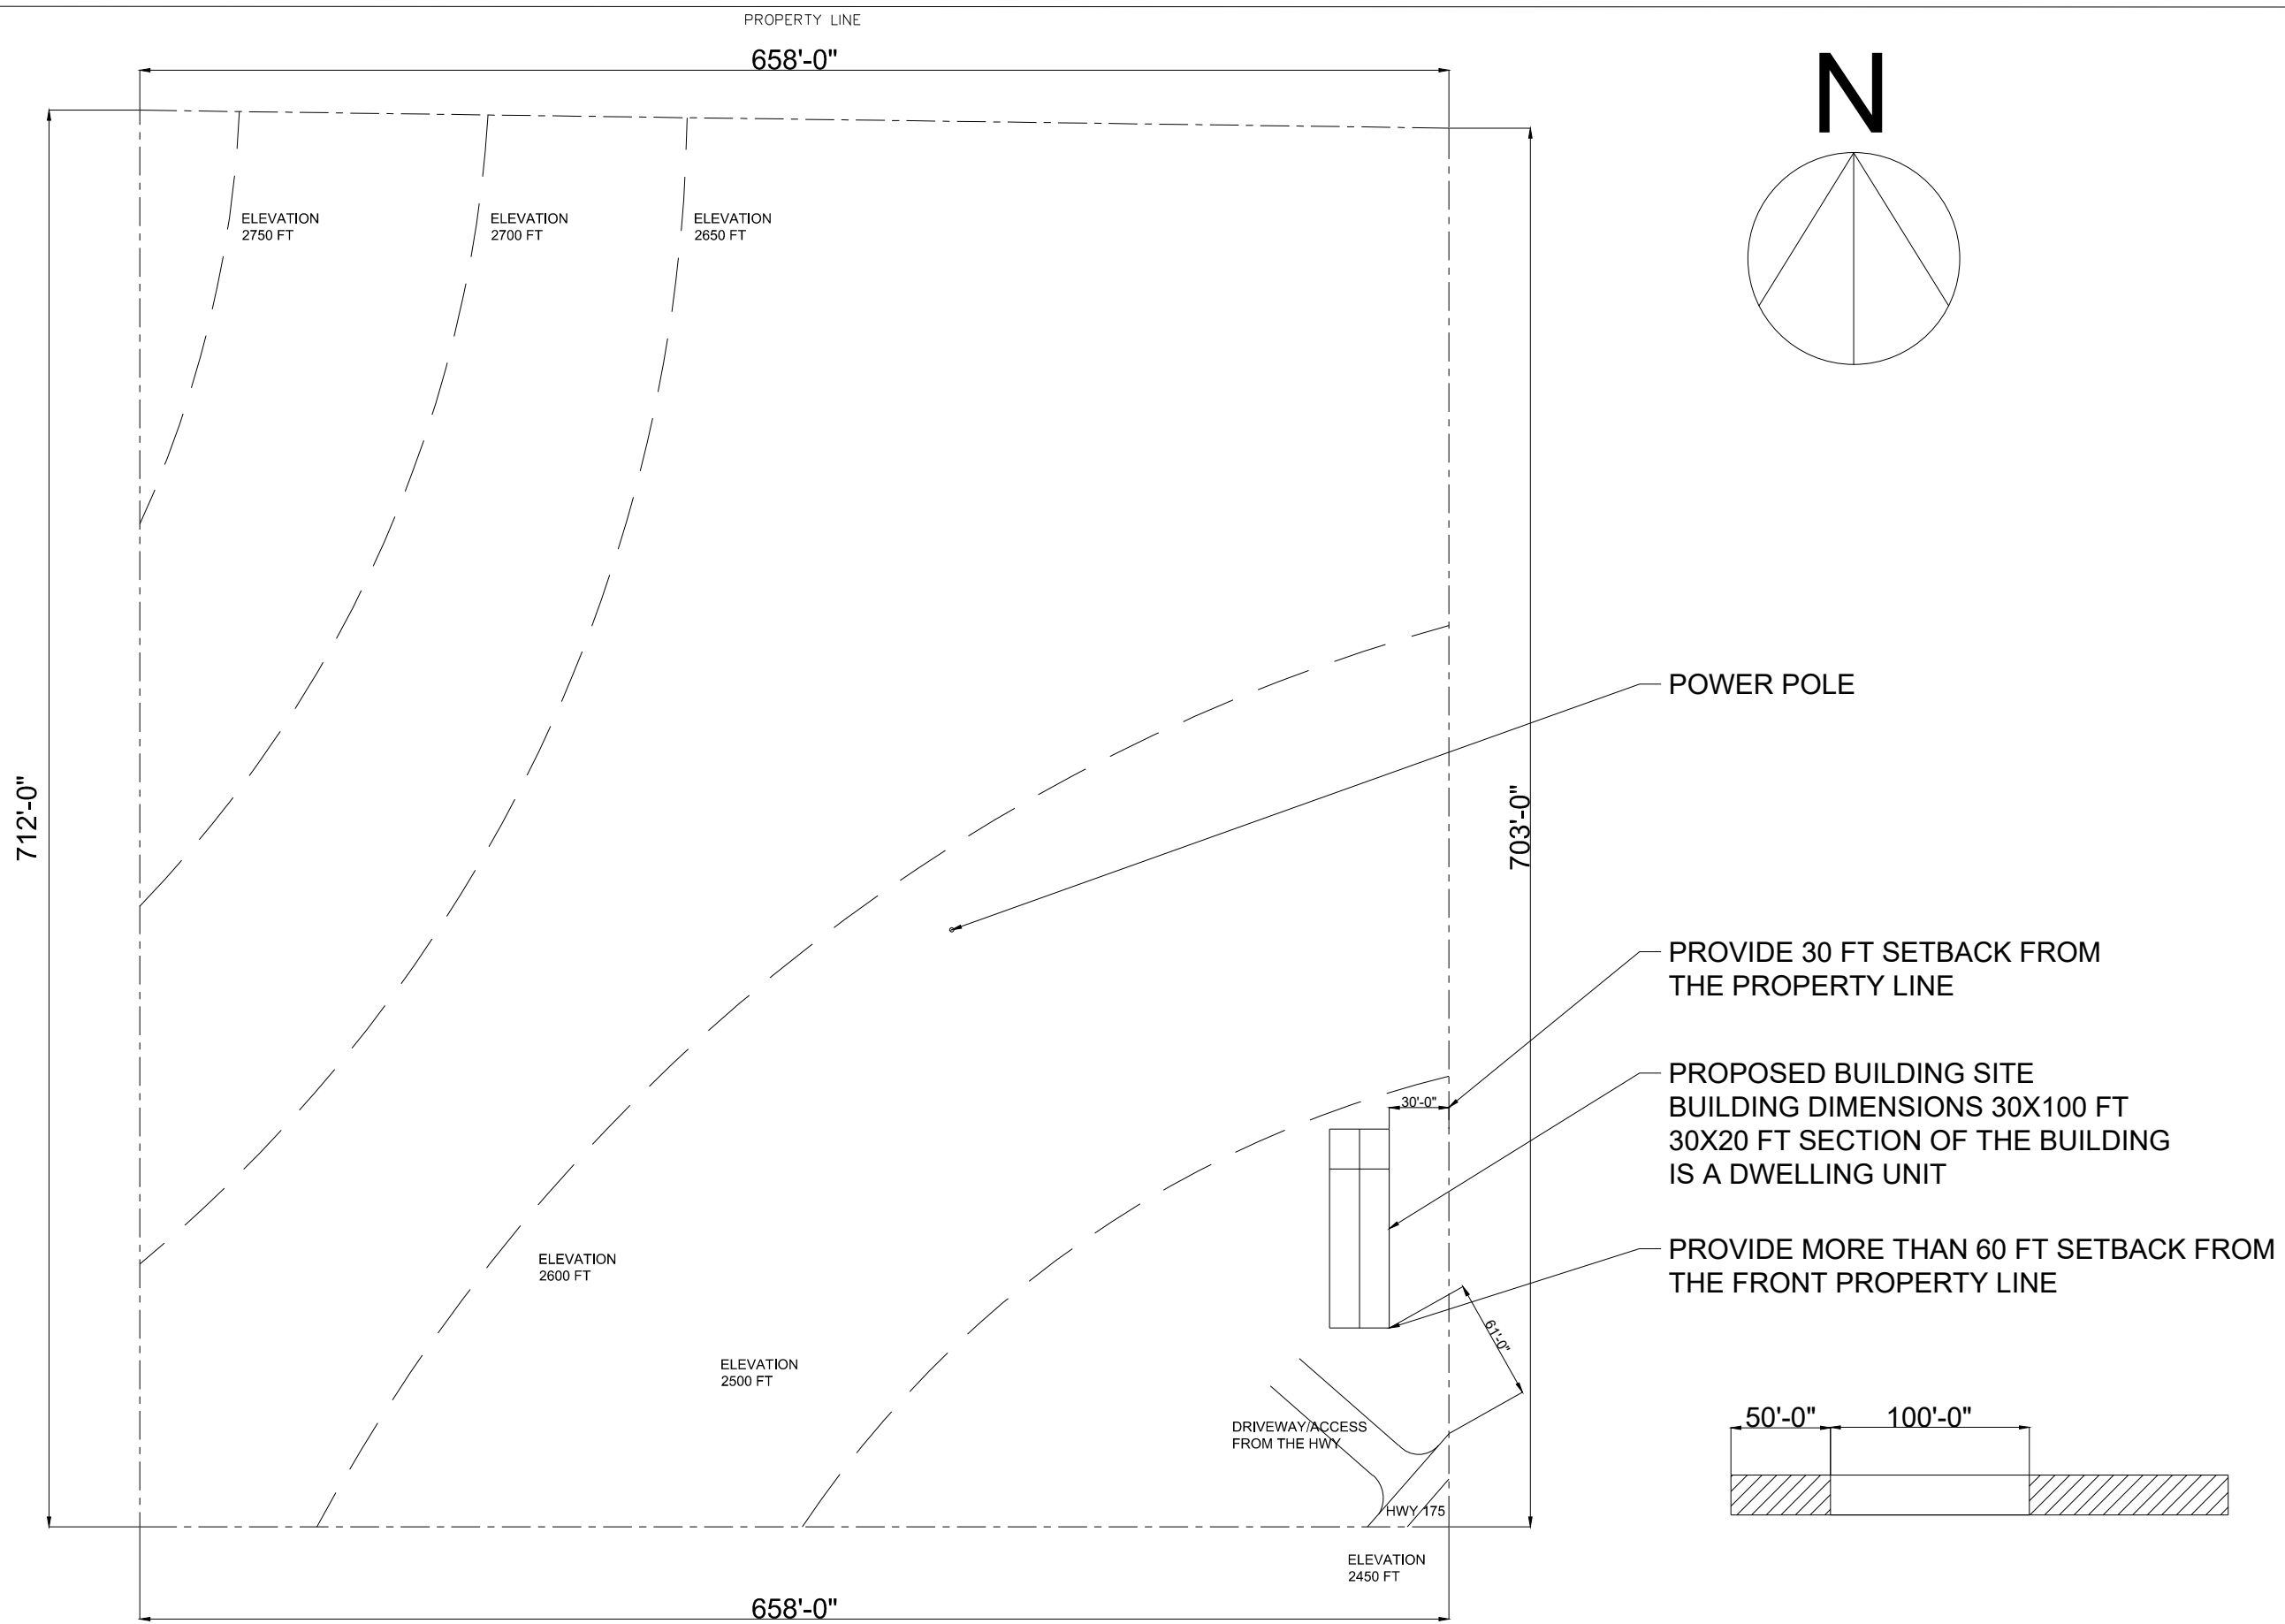 PROPERTY LINE
658'-0"
N
ELEVATION
2750 FT
ELEVATION
2700 FT
ELEVATION
2650 FT
POWER POLE
712'-0"
703'-0"
PROVIDE 30 FT SETBACK FROM
THE PROPERTY LINE
30'-0"
PROPOSED BUILDING SITE
BUILDING DIMENSIONS 30X100 FT
30X20 FT SECTION OF THE BUILDING
IS A DWELLING UNIT
PROVIDE MORE THAN 60 FT SETBACK FROM
THE FRONT PROPERTY LINE
ELEVATION
2600 FT
61'-0"
ELEVATION
2500 FT
DRIVEWAY/ACCESS
FROM THE HWY
50'-0"
100'-0"
HWY 175
ELEVATION
2450 FT
658'-0"